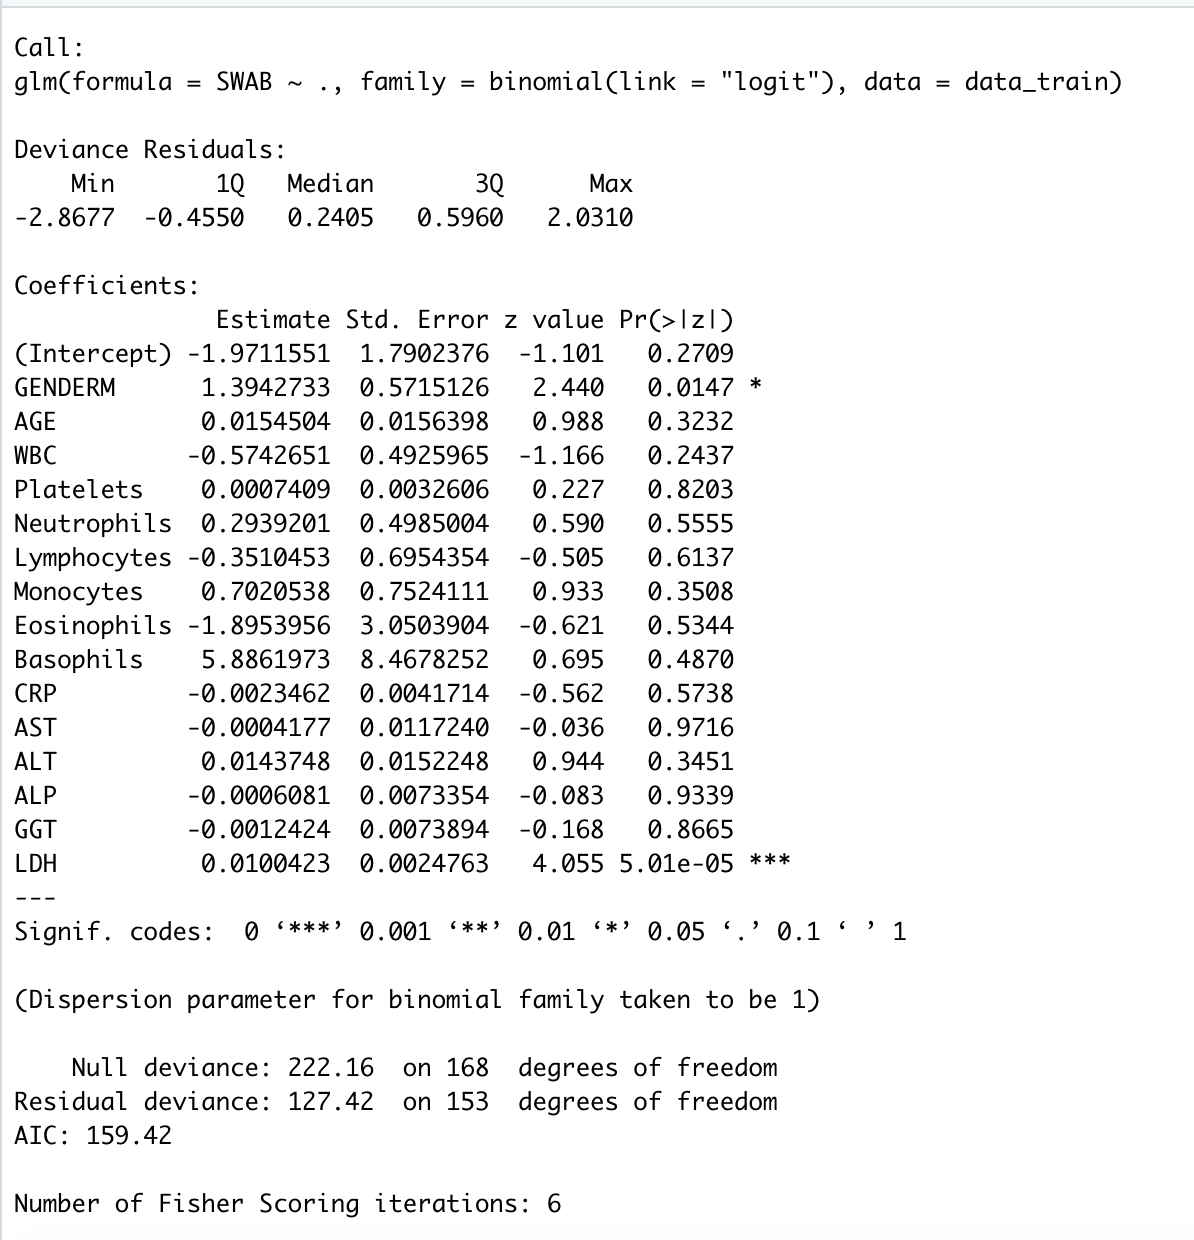 Call:
glm(formula = SWAB ~ ., family = binomial(link = "logit"), data = data_train)
Deviance Residuals:
    Min       1Q   Median       3Q      Max
-2.8677  -0.4550   0.2405   0.5960   2.0310
Coefficients:
              Estimate Std. Error z value Pr(>|z|)
(Intercept) -1.9711551  1.7902376  -1.101   0.2709
GENDERM      1.3942733  0.5715126   2.440   0.0147 *
AGE          0.0154504  0.0156398   0.988   0.3232
WBC         -0.5742651  0.4925965  -1.166   0.2437
Platelets    0.0007409  0.0032606   0.227   0.8203
Neutrophils  0.2939201  0.4985004   0.590   0.5555
Lymphocytes -0.3510453  0.6954354  -0.505   0.6137
Monocytes    0.7020538  0.7524111   0.933   0.3508
Eosinophils -1.8953956  3.0503904  -0.621   0.5344
Basophils    5.8861973  8.4678252   0.695   0.4870
CRP         -0.0023462  0.0041714  -0.562   0.5738
AST         -0.0004177  0.0117240  -0.036   0.9716
ALT          0.0143748  0.0152248   0.944   0.3451
ALP         -0.0006081  0.0073354  -0.083   0.9339
GGT         -0.0012424  0.0073894  -0.168   0.8665
LDH          0.0100423  0.0024763   4.055 5.01e-05 ***
---
Signif. codes:  0 ‘***’ 0.001 ‘**’ 0.01 ‘*’ 0.05 ‘.’ 0.1 ‘ ’ 1
(Dispersion parameter for binomial family taken to be 1)
    Null deviance: 222.16  on 168  degrees of freedom
Residual deviance: 127.42  on 153  degrees of freedom
AIC: 159.42
Number of Fisher Scoring iterations: 6